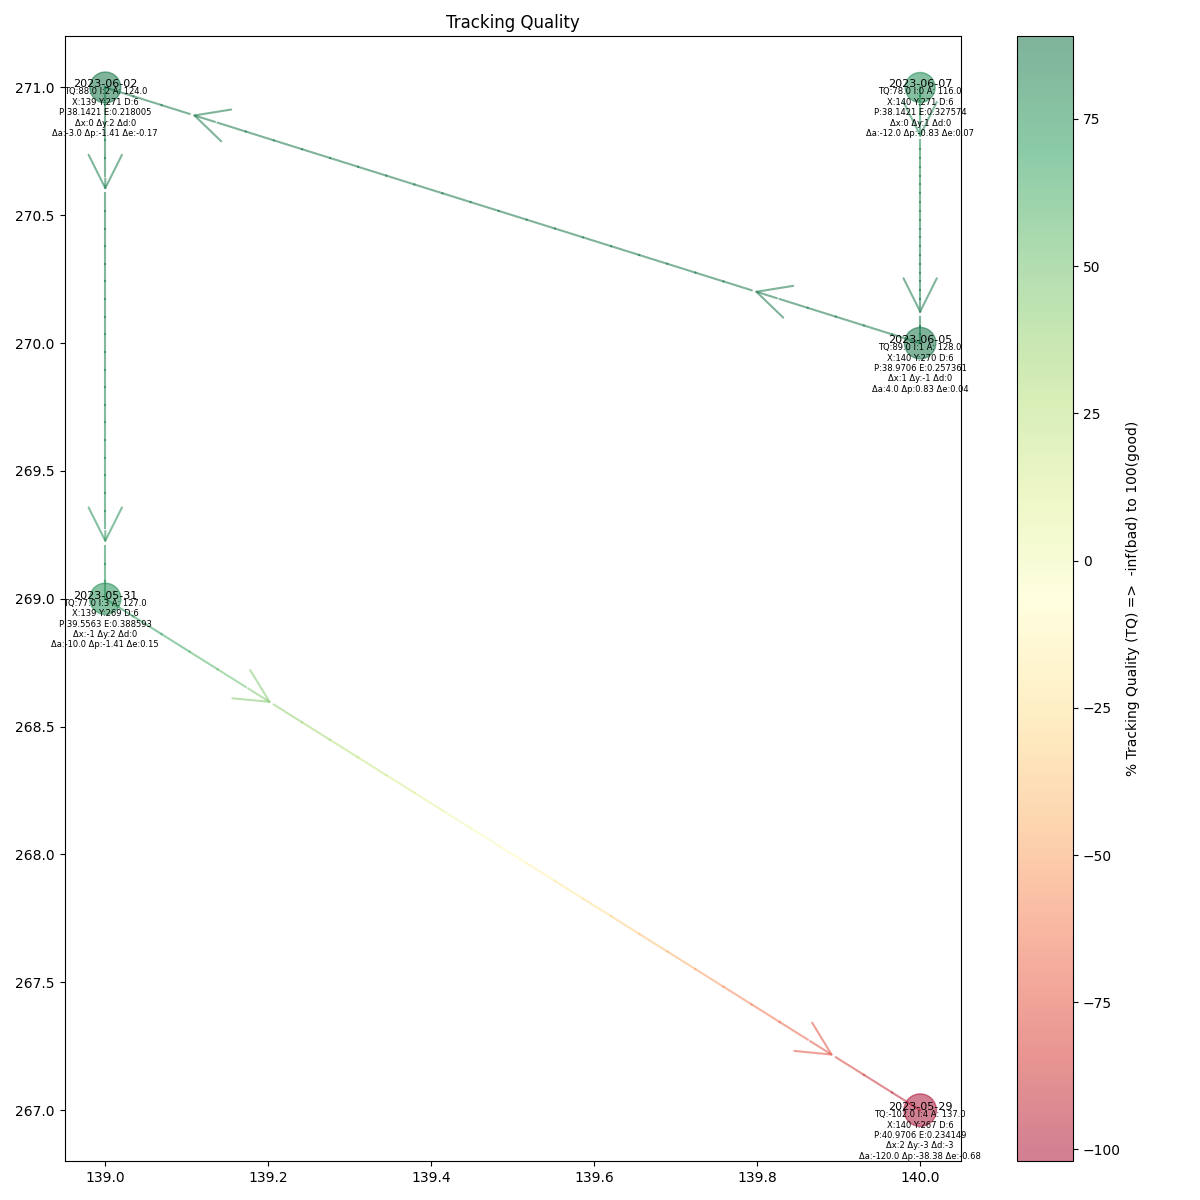 Tracking Quality
2023-06-02
TQ:88.0 I:2 A: 124.0
X:139 Y:271 D:6
P:38.1421 E:0.218005
Δx:0 Δy:2 Δd:0
Δa:-3.0 Δp:-1.41 Δe:-0.17
2023-06-07
TQ:78.0 I:0 A: 116.0
X:140 Y:271 D:6
P:38.1421 E:0.327574
Δx:0 Δy:1 Δd:0
Δa:-12.0 Δp:-0.83 Δe:0.07
2023-06-05
TQ:89.0 I:1 A: 128.0
X:140 Y:270 D:6
P:38.9706 E:0.257361
Δx:1 Δy:-1 Δd:0
Δa:4.0 Δp:0.83 Δe:0.04
2023-05-31
TQ:77.0 I:3 A: 127.0
X:139 Y:269 D:6
P:39.5563 E:0.388593
Δx:-1 Δy:2 Δd:0
Δa:-10.0 Δp:-1.41 Δe:0.15
2023-05-29
TQ:-102.0 I:4 A: 137.0
X:140 Y:267 D:6
P:40.9706 E:0.234149
Δx:2 Δy:-3 Δd:-3
Δa:-120.0 Δp:-38.38 Δe:-0.68
271.0
270.5
270.0
269.5
269.0
268.5
268.0
267.5
267.0
139.0
139.2
139.4
139.6
139.8
140.0
75
50
25
0
−25
−50
−75
−100
% Tracking Quality (TQ) => -inf(bad) to 100(good)